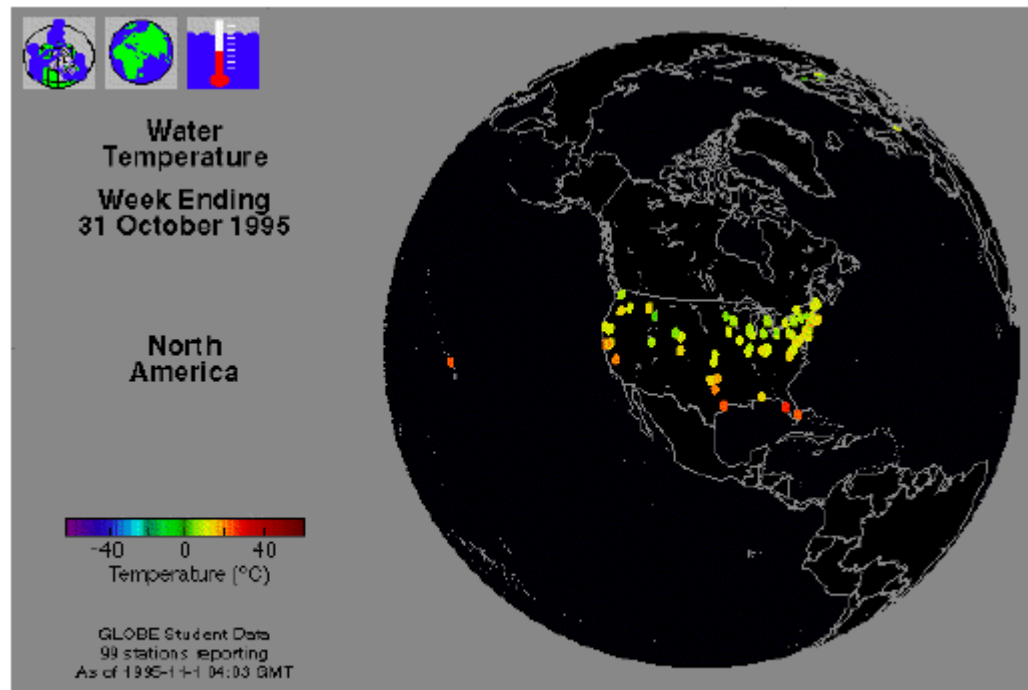 Water
Temperature
Week Ending
31 October 1995
North
America
-40 0 40
Temperature (°C)
GLOBE Student Data
99 stations reporting
As of 1995-11-1 04:03 GMT